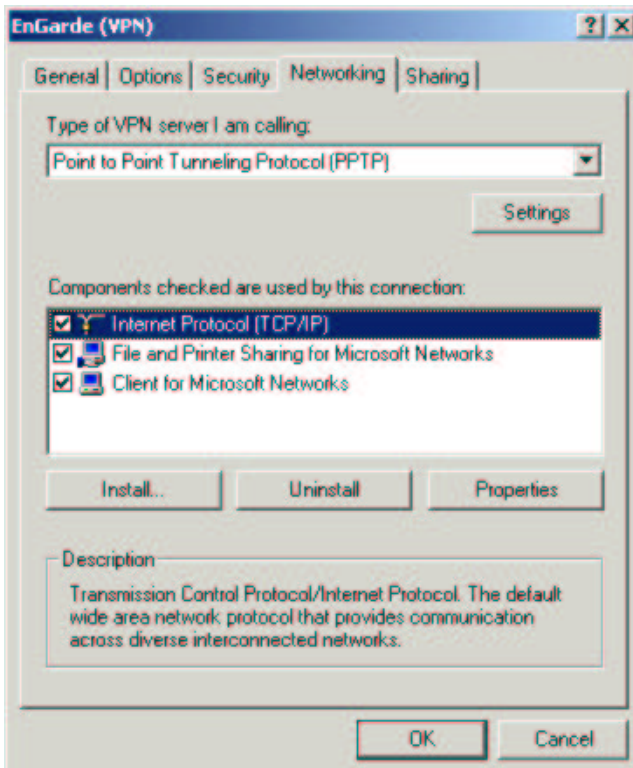 EnGarde (VPN)
General Options Security Networking Sharing
Type of VPN server I am calling:
Point to Point Tunneling Protocol (PPTP)
Settings
Components checked are used by this connection:
Internet Protocol (TCP/IP)
File and Printer Sharing for Microsoft Networks
Client for Microsoft Networks
Install... Uninstall Properties
Description
Transmission Control Protocol/Internet Protocol. The default
wide area network protocol that provides communication
across diverse interconnected networks.
OK Cancel